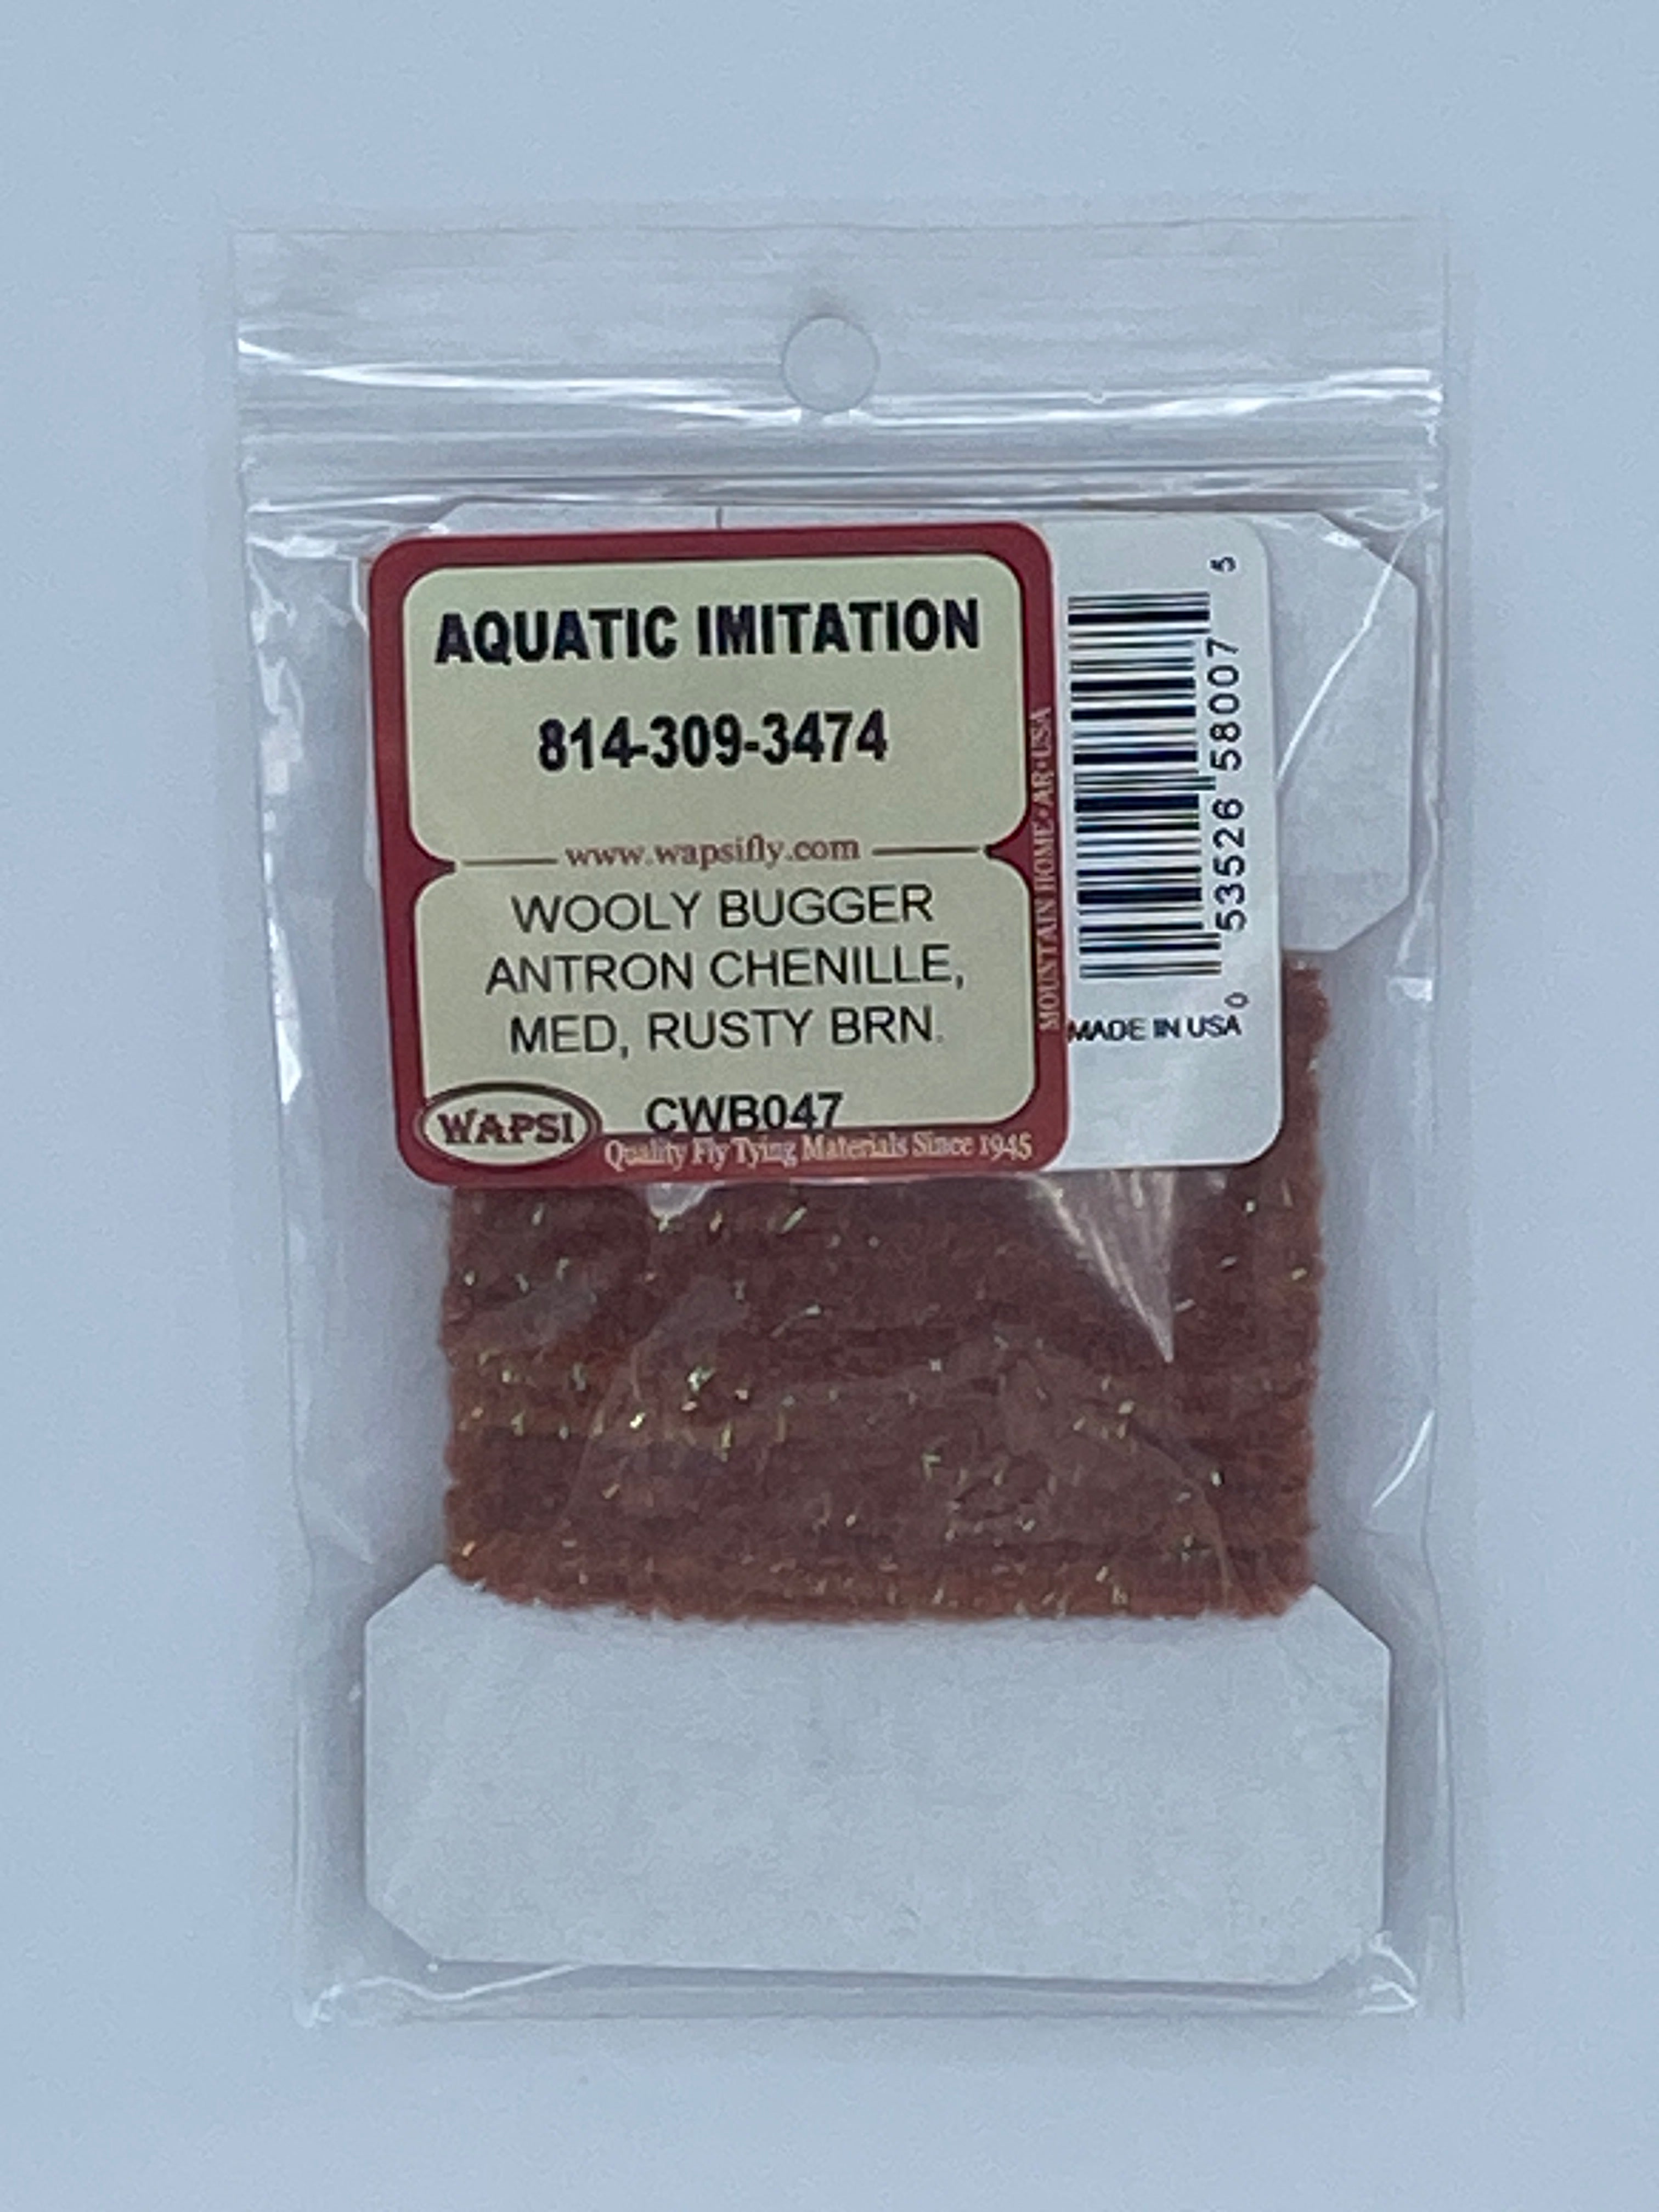 AQUATIC IMITATION
814-309-3474
www.wapsifly.com
WOOLY BUGGER
ANTRON CHENILLE,
MED, RUSTY BRN.
CWB047
WAPSI
Quality Fly Tying Materials Since 1945
MOUNTAIN HOME • AR • USA
0 53526 58007 5
MADE IN USA